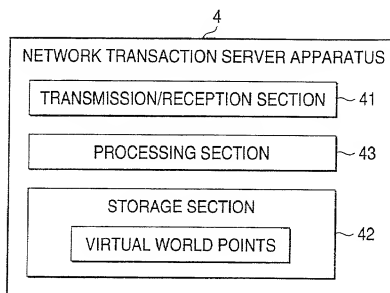 4
NETWORK TRANSACTION SERVER APPARATUS
TRANSMISSION/RECEPTION SECTION 41
PROCESSING SECTION 43
STORAGE SECTION
42
VIRTUAL WORLD POINTS